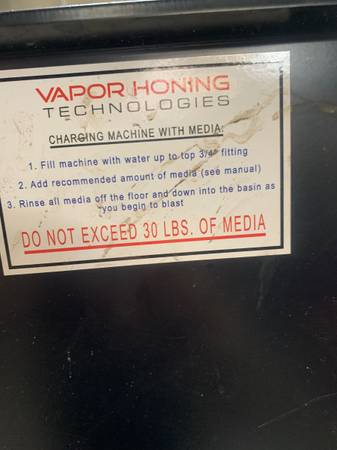 VAPOR HONING
TECHNOLOGIES
CHARGING MACHINE WITH MEDIA:
1. Fill machine with water up to top 3/4" fitting
2. Add recommended amount of media (see manual)
3. Rinse all media off the floor and down into the basin as
you begin to blast
DO NOT EXCEED 30 LBS. OF MEDIA